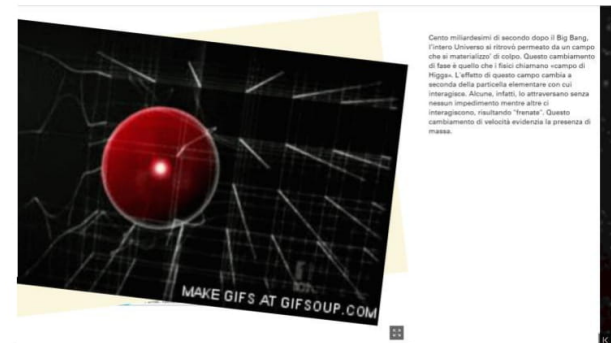 Cento miliardesimi di secondo dopo il Big Bang,
l'intero Universo si ritrovò permeato da un campo
che si materializzo' di colpo. Questo cambiamento
di fase è quello che i fisici chiamano «campo di
Higgs». L'effetto di questo campo cambia a
seconda della particella elementare con cui
interagisce. Alcune, infatti, lo attraversano senza
nessun impedimento mentre altre ci
interagiscono, risultando "frenate". Questo
cambiamento di velocità evidenzia la presenza di
massa.
MAKE GIFS AT GIFSOUP.COM